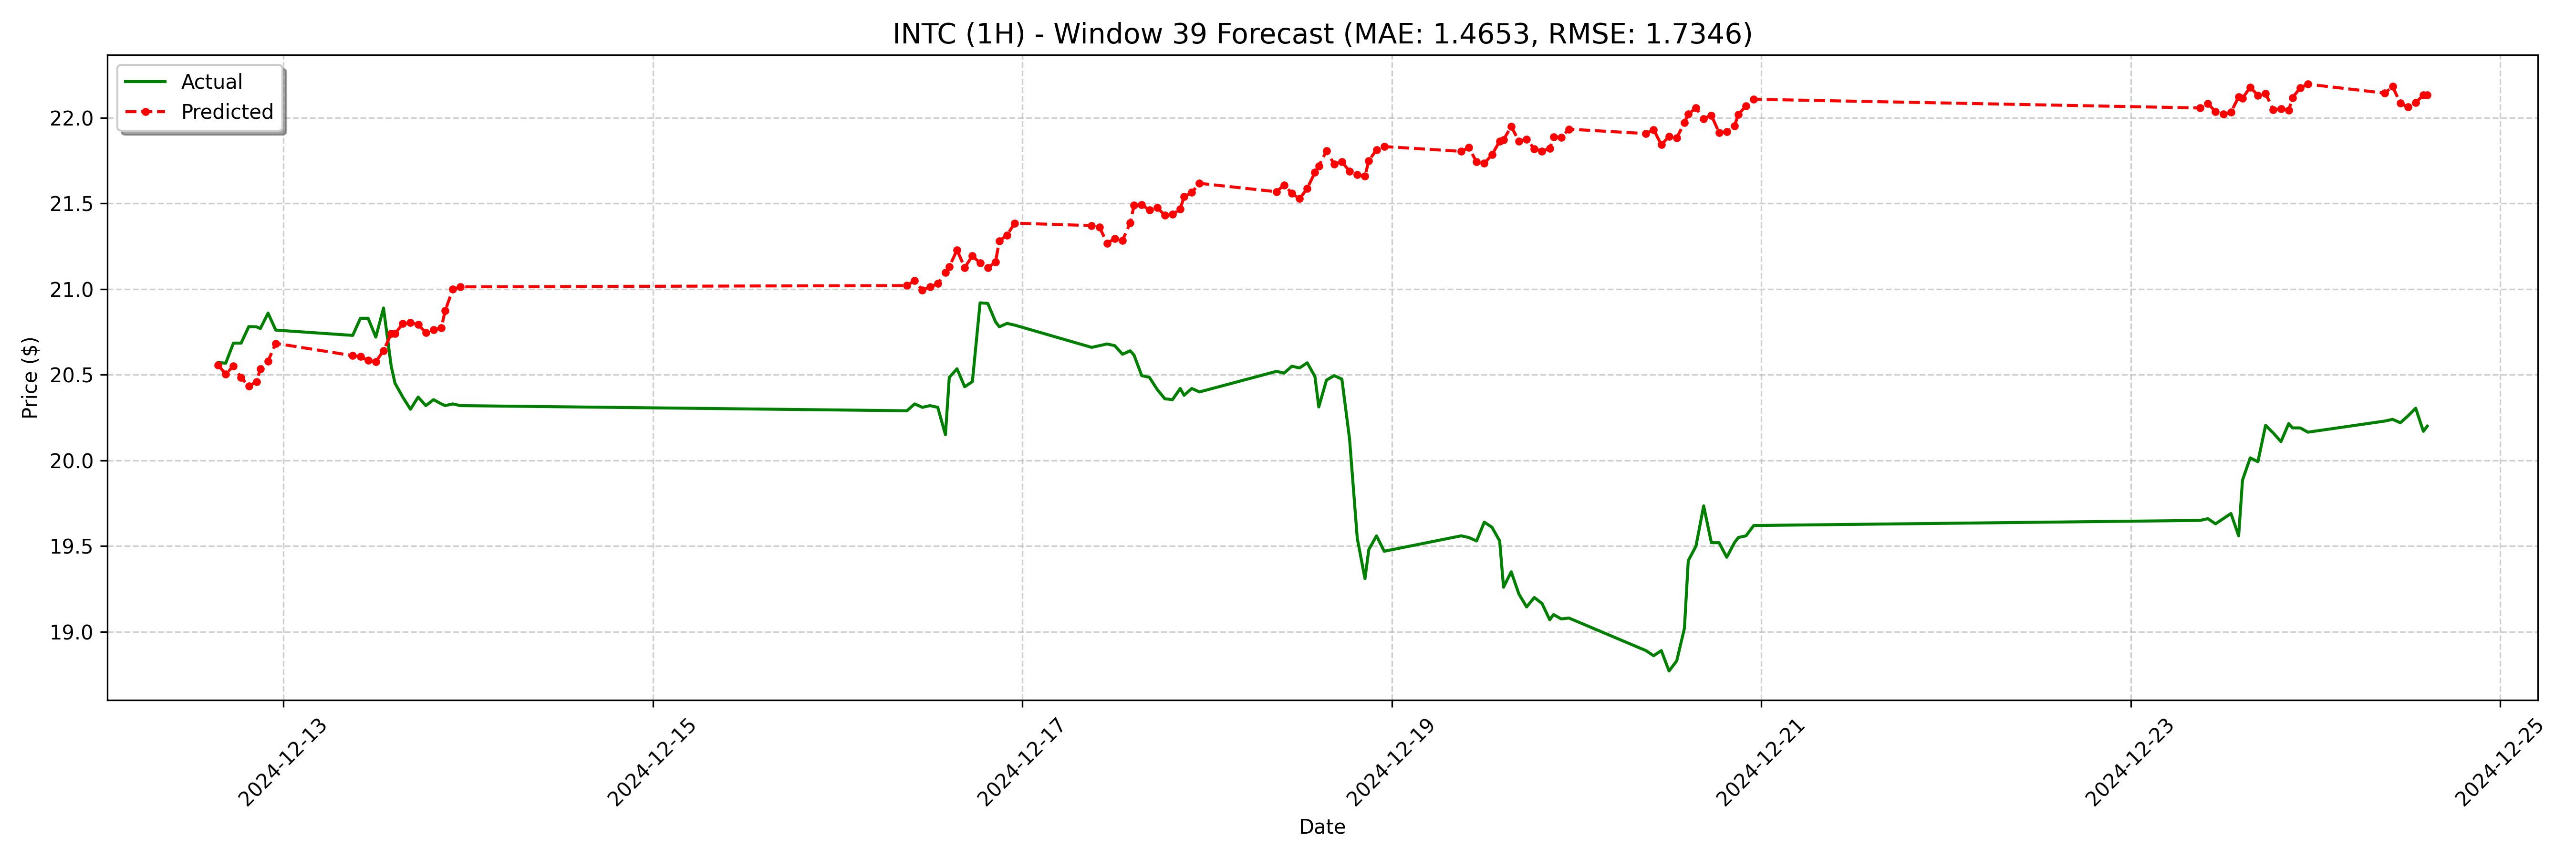 INTC (1H) - Window 39 Forecast (MAE: 1.4653, RMSE: 1.7346)
Actual
Predicted
Price ($)
22.0
21.5
21.0
20.5
20.0
19.5
19.0
2024-12-13
2024-12-15
2024-12-17
2024-12-19
2024-12-21
2024-12-23
2024-12-25
Date